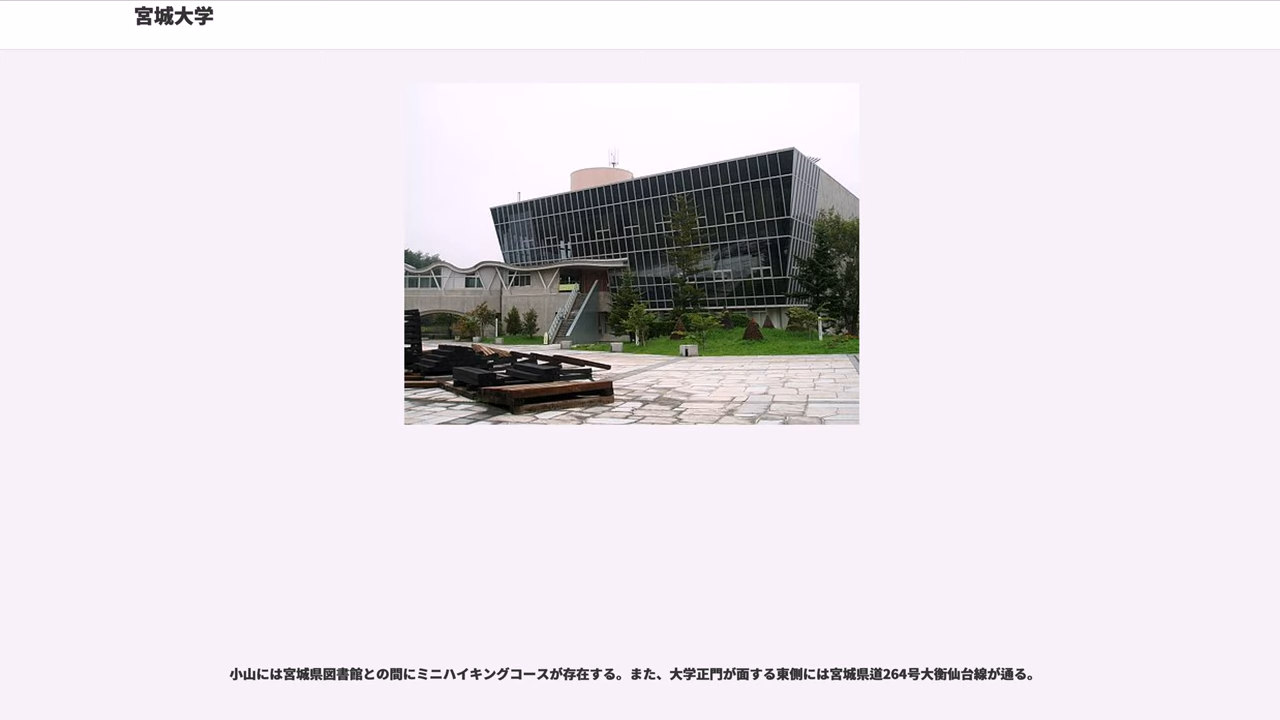 宮城大学
小山には宮城県図書館との間にミニハイキングコースが存在する。また、大学正門が面する東側には宮城県道264号大衡仙台線が通る。